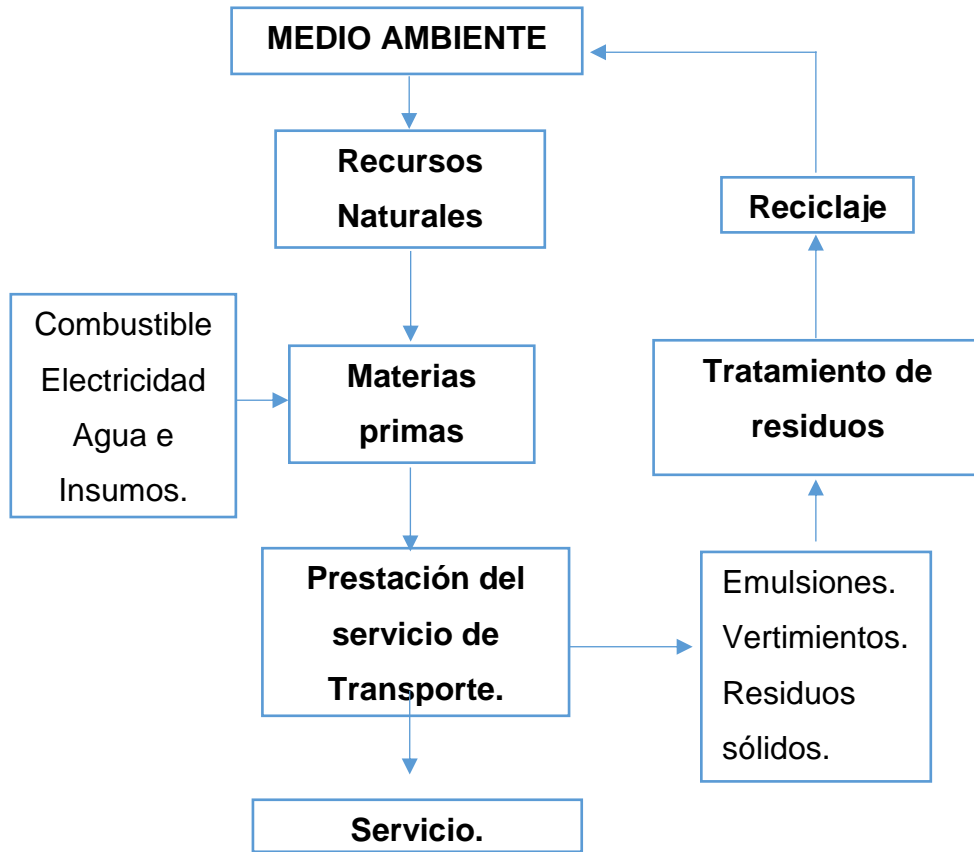 MEDIO AMBIENTE
Recursos
Naturales
Reciclaje
Combustible
Electricidad
Agua e
Insumos.
Materias
primas
Tratamiento de
residuos
Prestación del
servicio de
Transporte.
Emulsiones.
Vertimientos.
Residuos
sólidos.
Servicio.